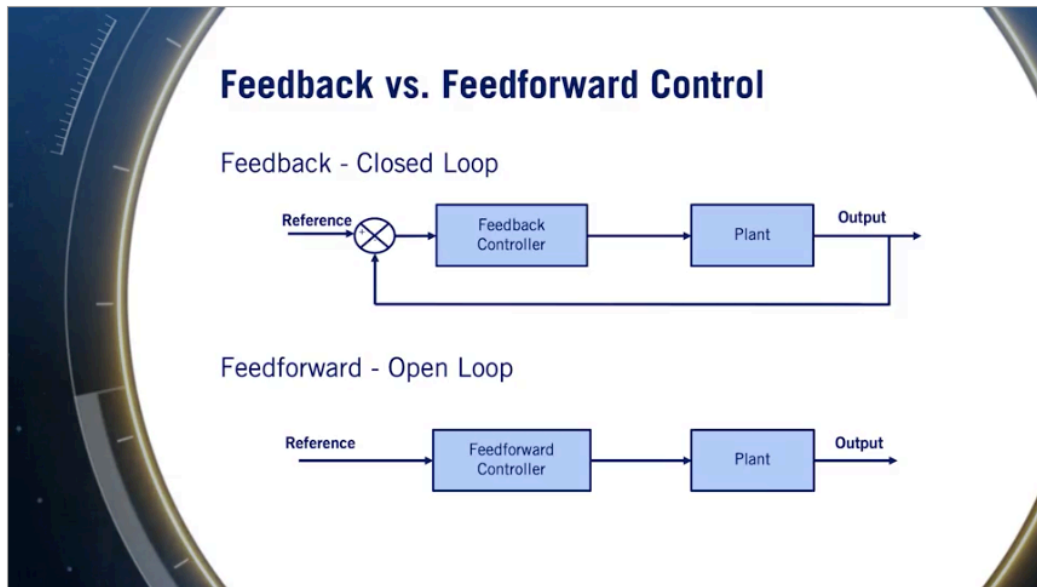 Feedback vs. Feedforward Control
Feedback - Closed Loop
Reference
+
Feedback
Controller
Plant
Output
Feedforward - Open Loop
Reference
Feedforward
Controller
Plant
Output